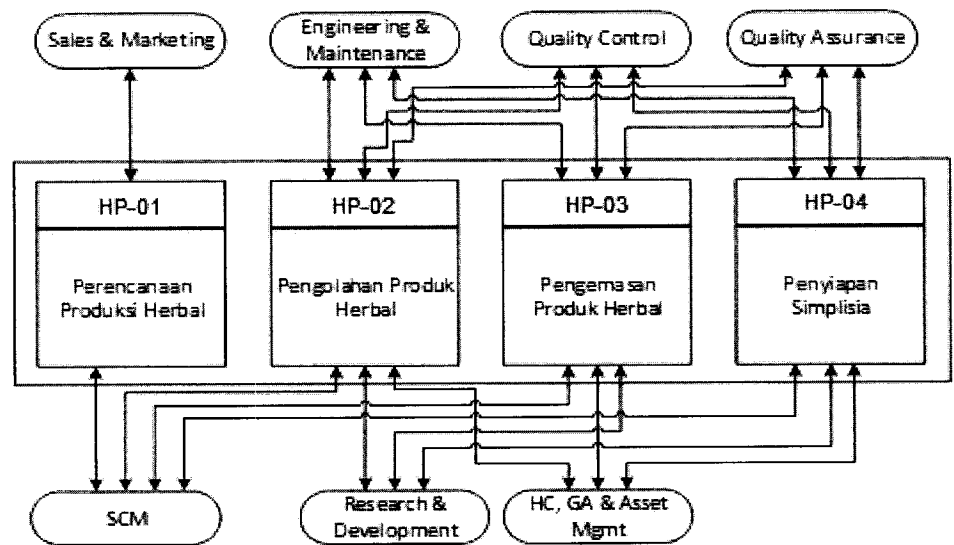 Sales & Marketing
Engineering &
Maintenance
Quality Control
Quality Assurance
HP-01
HP-02
HP-03
HP-04
Perencanaan
Produksi Herbal
Pengolahan Produk
Herbal
Pengemasan
Produk Herbal
Penyiapan
Simplisia
SCM
Research &
Development
HC, GA & Asset
Mgmt